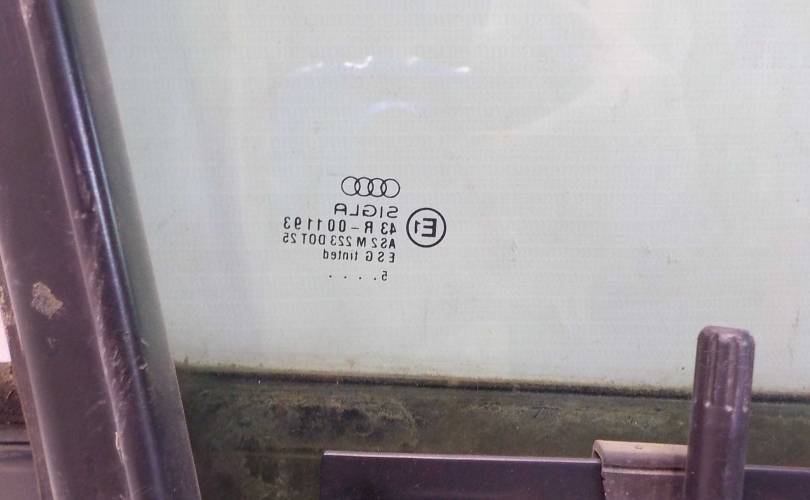 SIGLA
E1 43 R - 001193
AS2 M 223 DOT 25
E S G tinted
5 . . . .